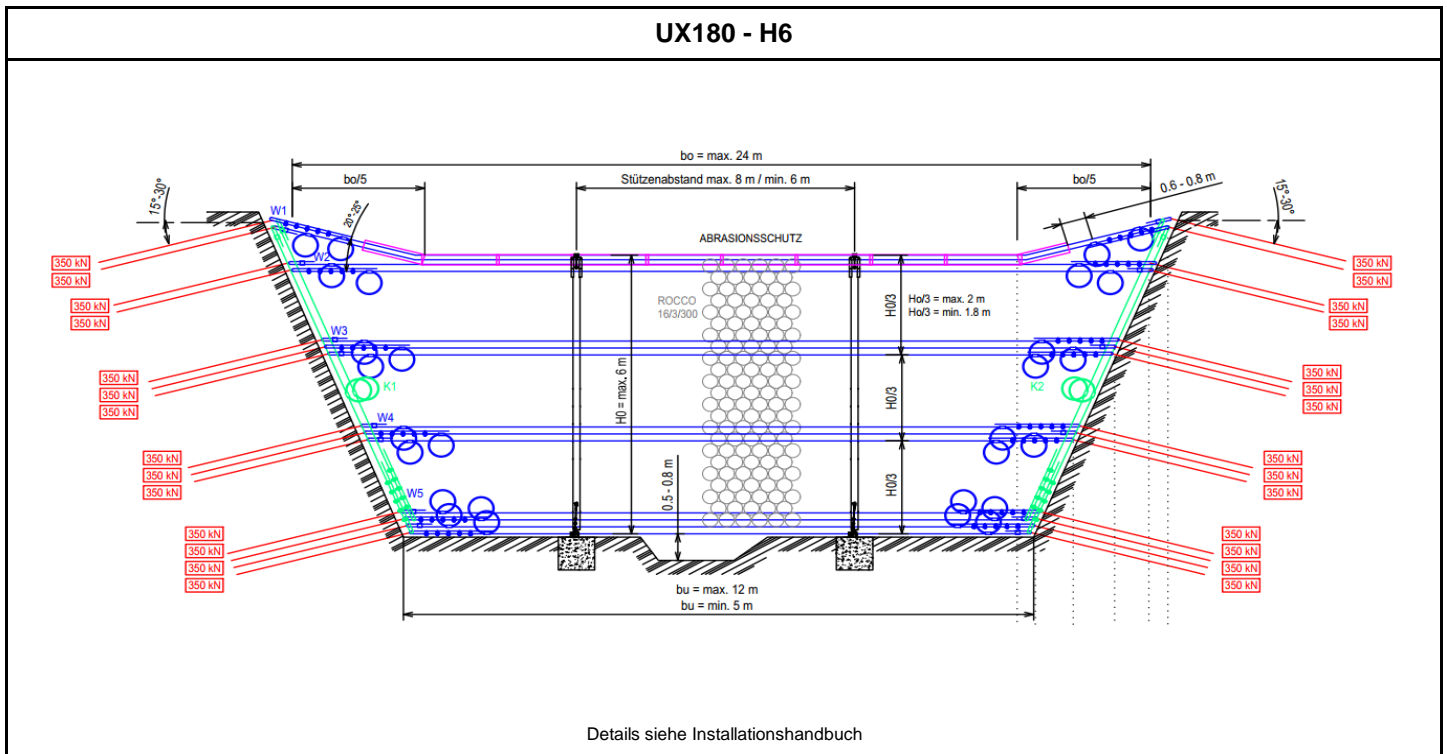 UX180 - H6
bo = max. 24 m
bo/5
Stützenabstand max. 8 m / min. 6 m
bo/5
0.6 - 0.8 m
15°-30°
15°-30°
W1
20°-25°
ABRASIONSSCHUTZ
W2
350 kN
350 kN
350 kN
350 kN
350 kN
350 kN
350 kN
350 kN
ROCCO
16/3/300
H0/3
Ho/3 = max. 2 m
Ho/3 = min. 1.8 m
W3
350 kN
350 kN
350 kN
350 kN
350 kN
350 kN
K1
H0 = max. 6 m
H0/3
K2
W4
350 kN
350 kN
350 kN
350 kN
350 kN
350 kN
W5
0.5 - 0.8 m
H0/3
350 kN
350 kN
350 kN
350 kN
350 kN
350 kN
350 kN
350 kN
bu = max. 12 m
bu = min. 5 m
Details siehe Installationshandbuch